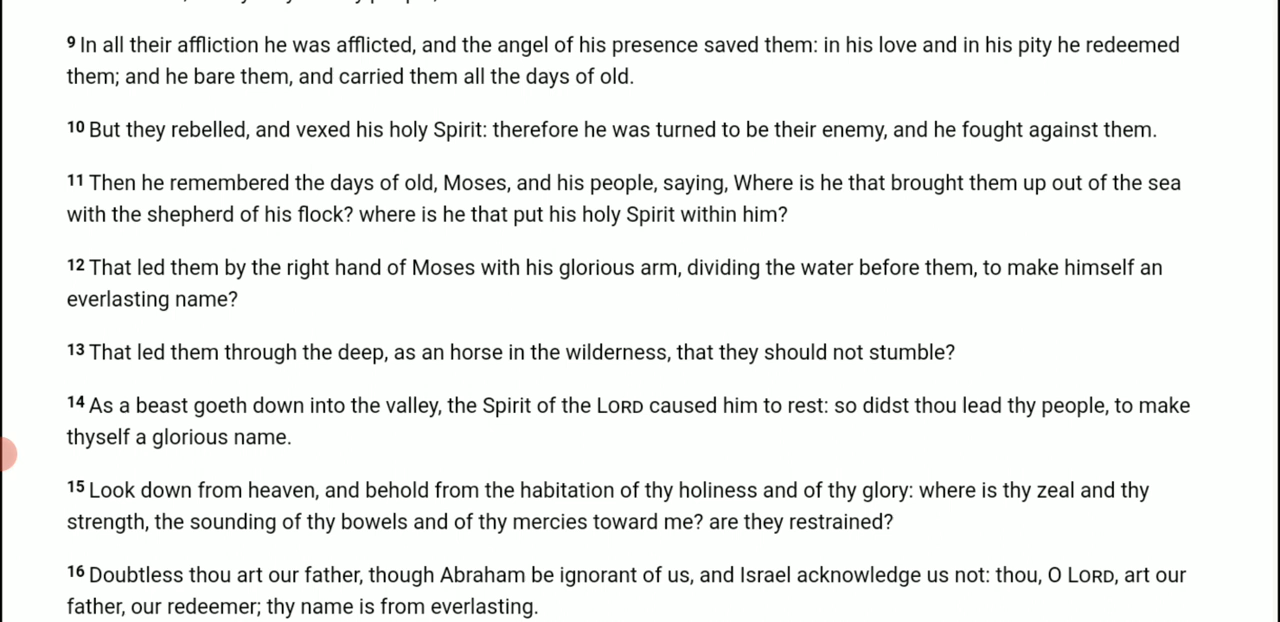 9 In all their affliction he was afflicted, and the angel of his presence saved them: in his love and in his pity he redeemed
them; and he bare them, and carried them all the days of old.
10 But they rebelled, and vexed his holy Spirit: therefore he was turned to be their enemy, and he fought against them.
11 Then he remembered the days of old, Moses, and his people, saying, Where is he that brought them up out of the sea
with the shepherd of his flock? where is he that put his holy Spirit within him?
12 That led them by the right hand of Moses with his glorious arm, dividing the water before them, to make himself an
everlasting name?
13 That led them through the deep, as an horse in the wilderness, that they should not stumble?
14 As a beast goeth down into the valley, the Spirit of the LORD caused him to rest: so didst thou lead thy people, to make
thyself a glorious name.
15 Look down from heaven, and behold from the habitation of thy holiness and of thy glory: where is thy zeal and thy
strength, the sounding of thy bowels and of thy mercies toward me? are they restrained?
16 Doubtless thou art our father, though Abraham be ignorant of us, and Israel acknowledge us not: thou, O LORD, art our
father, our redeemer; thy name is from everlasting.